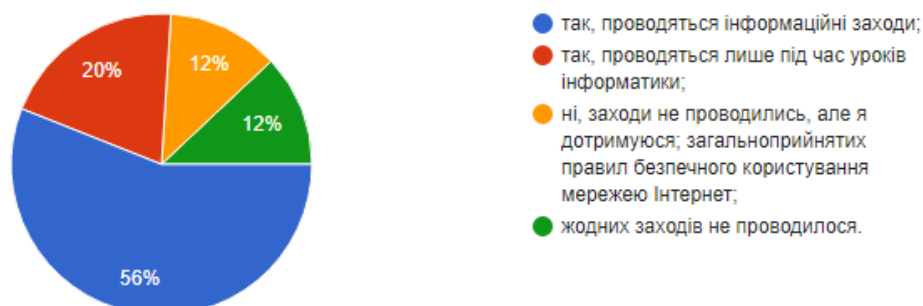 20%
12%
12%
56%
так, проводяться інформаційні заходи;
так, проводяться лише під час уроків
інформатики;
ні, заходи не проводились, але я
дотримуюся; загальноприйнятих
правил безпечного користування
мережею Інтернет;
жодних заходів не проводилося.